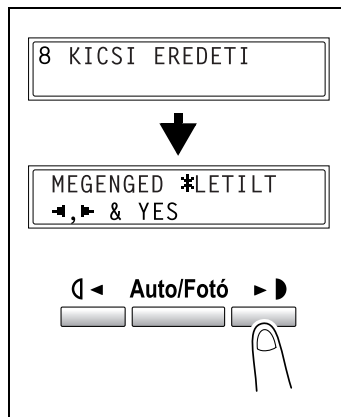 8 KICSI EREDETI
MEGENGED *LETILT
◄,► & YES
◄ Auto/Fotó ►